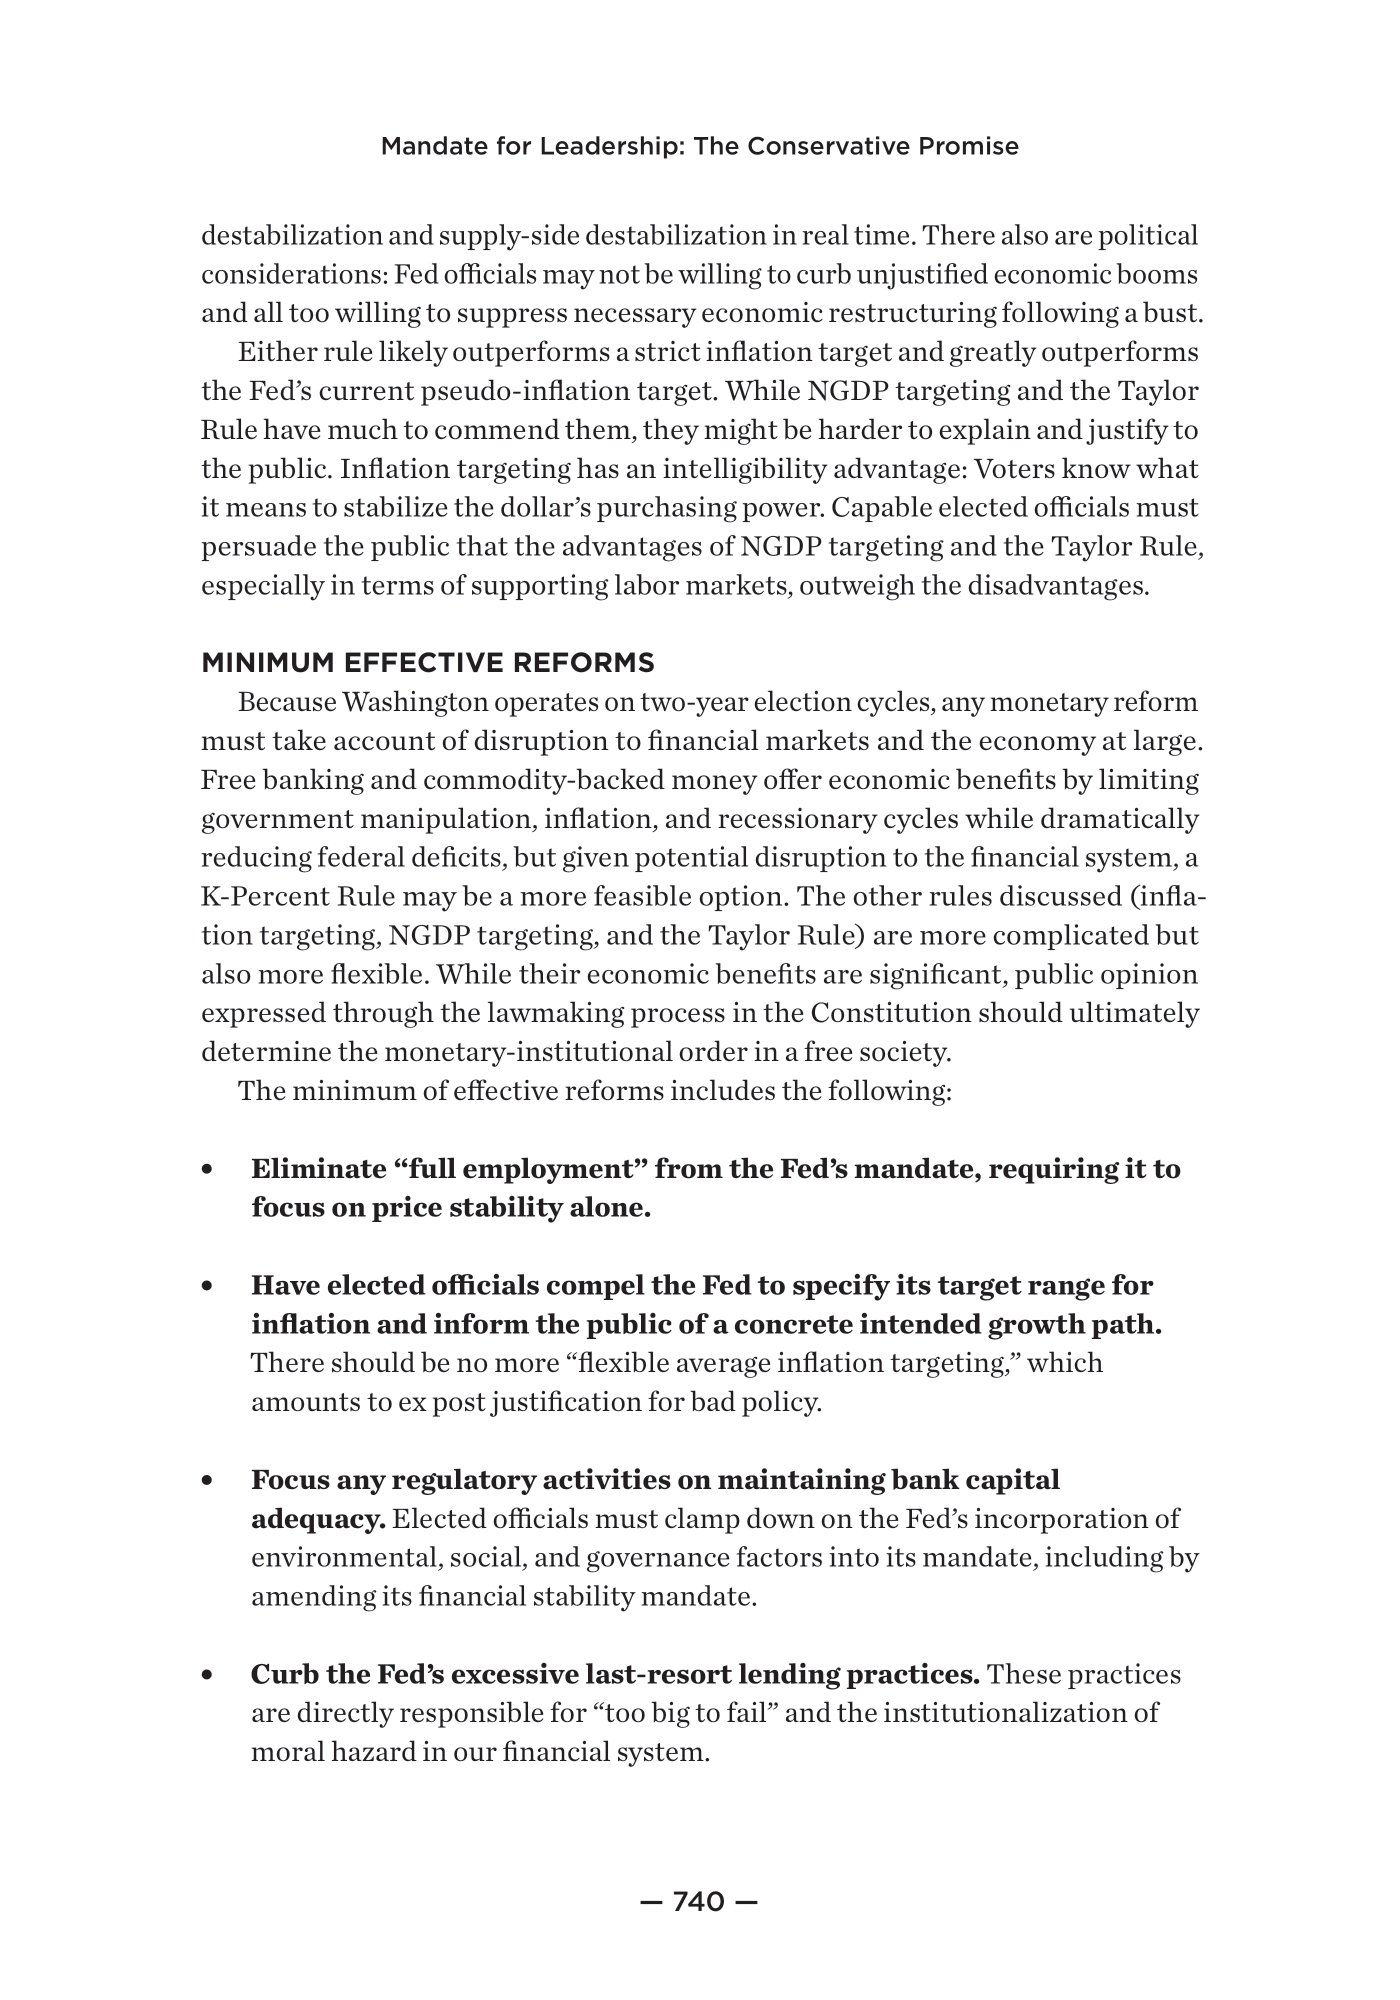 Mandate for Leadership: The Conservative Promise
destabilization and supply-side destabilization in real time. There also are political
considerations: Fed officials may not be willing to curb unjustified economic booms
and all too willing to suppress necessary economic restructuring following a bust.
Either rule likely outperforms a strict inflation target and greatly outperforms
the Fed’s current pseudo-inflation target. While NGDP targeting and the Taylor
Rule have much to commend them, they might be harder to explain and justify to
the public. Inflation targeting has an intelligibility advantage: Voters know what
it means to stabilize the dollar’s purchasing power. Capable elected officials must
persuade the public that the advantages of NGDP targeting and the Taylor Rule,
especially in terms of supporting labor markets, outweigh the disadvantages.
MINIMUM EFFECTIVE REFORMS
Because Washington operates on two-year election cycles, any monetary reform
must take account of disruption to financial markets and the economy at large.
Free banking and commodity-backed money offer economic benefits by limiting
government manipulation, inflation, and recessionary cycles while dramatically
reducing federal deficits, but given potential disruption to the financial system, a
K-Percent Rule may be a more feasible option. The other rules discussed (infla-
tion targeting, NGDP targeting, and the Taylor Rule) are more complicated but
also more flexible. While their economic benefits are significant, public opinion
expressed through the lawmaking process in the Constitution should ultimately
determine the monetary-institutional order in a free society.
The minimum of effective reforms includes the following:
• Eliminate “full employment” from the Fed’s mandate, requiring it to
focus on price stability alone.
• Have elected officials compel the Fed to specify its target range for
inflation and inform the public of a concrete intended growth path.
There should be no more “flexible average inflation targeting,” which
amounts to ex post justification for bad policy.
• Focus any regulatory activities on maintaining bank capital
adequacy. Elected officials must clamp down on the Fed’s incorporation of
environmental, social, and governance factors into its mandate, including by
amending its financial stability mandate.
• Curb the Fed’s excessive last-resort lending practices. These practices
are directly responsible for “too big to fail” and the institutionalization of
moral hazard in our financial system.
— 740 —